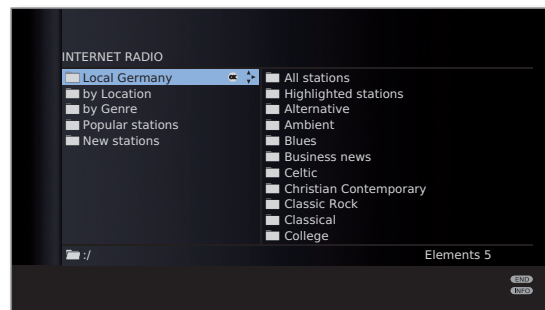 INTERNET RADIO
Local Germany OK
by Location
by Genre
Popular stations
New stations
All stations
Highlighted stations
Alternative
Ambient
Blues
Business news
Celtic
Christian Contemporary
Classic Rock
Classical
College
:/
Elements 5
END
INFO